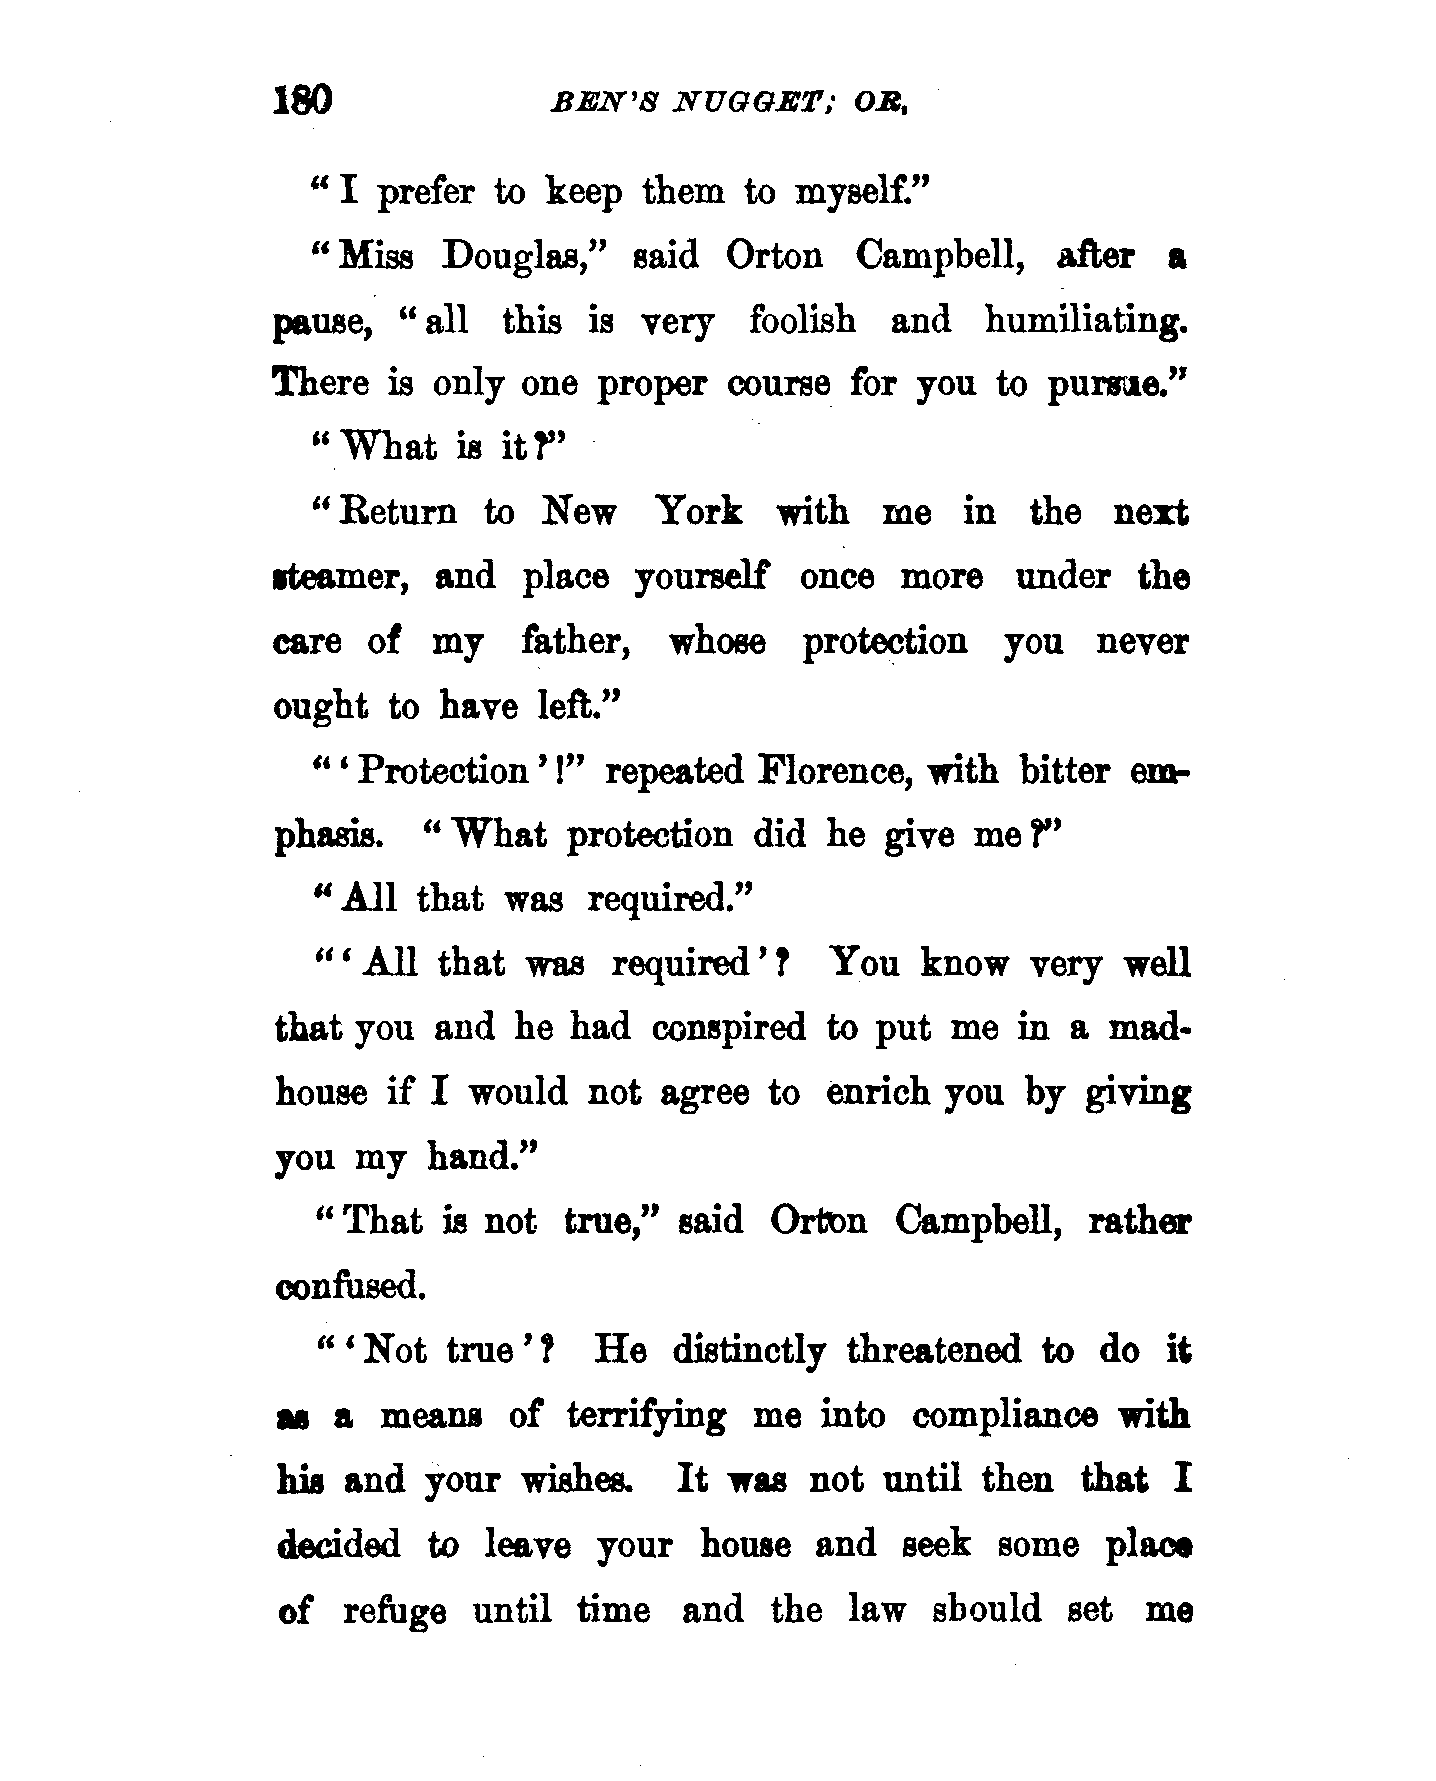 180 BEN'S NUGGET; OR,
“I prefer to keep them to myself.”
“Miss Douglas,” said Orton Campbell, after a
pause, “all this is very foolish and humiliating.
There is only one proper course for you to pursue.”
“What is it?”
“Return to New York with me in the next
steamer, and place yourself once more under the
care of my father, whose protection you never
ought to have left.”
“‘Protection’!” repeated Florence, with bitter em-
phasis. “What protection did he give me?”
“All that was required.”
“‘All that was required’? You know very well
that you and he had conspired to put me in a mad-
house if I would not agree to enrich you by giving
you my hand.”
“That is not true,” said Orton Campbell, rather
confused.
“‘Not true’? He distinctly threatened to do it
as a means of terrifying me into compliance with
his and your wishes. It was not until then that I
decided to leave your house and seek some place
of refuge until time and the law should set me